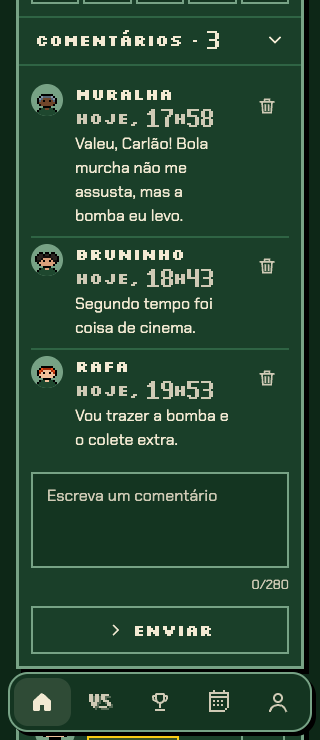 COMENTÁRIOS · 3
MURALHA
HOJE, 17H58
Valeu, Carlão! Bola
murcha não me
assusta, mas a
bomba eu levo.
BRUNINHO
HOJE, 18H43
Segundo tempo foi
coisa de cinema.
RAFA
HOJE, 19H53
Vou trazer a bomba e
o colete extra.
Escreva um comentário
0/280
> ENVIAR
VS